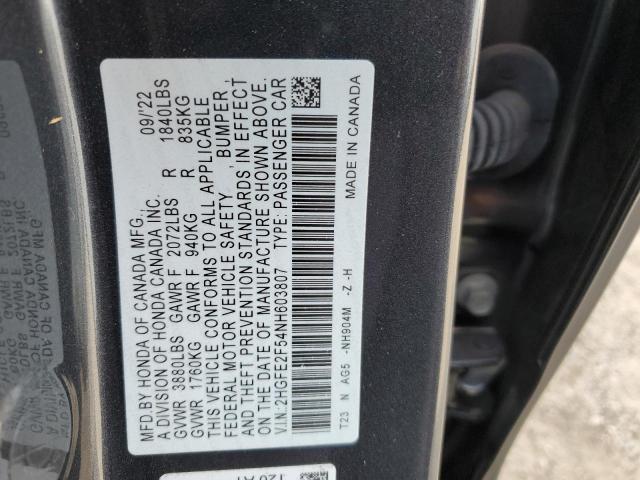 MFD.BY HONDA OF CANADA MFG.
A DIVISION OF HONDA CANADA INC. 09/'22
GVWR 3880LBS GAWR F 2072LBS R 1840LBS
GVWR 1760KG GAWR F 940KG R 835KG
THIS VEHICLE CONFORMS TO ALL APPLICABLE
FEDERAL MOTOR VEHICLE SAFETY, BUMPER,
AND THEFT PREVENTION STANDARDS IN EFFECT
ON THE DATE OF MANUFACTURE SHOWN ABOVE.
V.I.N: 2HGFE2F54NH603807 TYPE: PASSENGER CAR
T23 N AG5 -NH904M -Z -H MADE IN CANADA